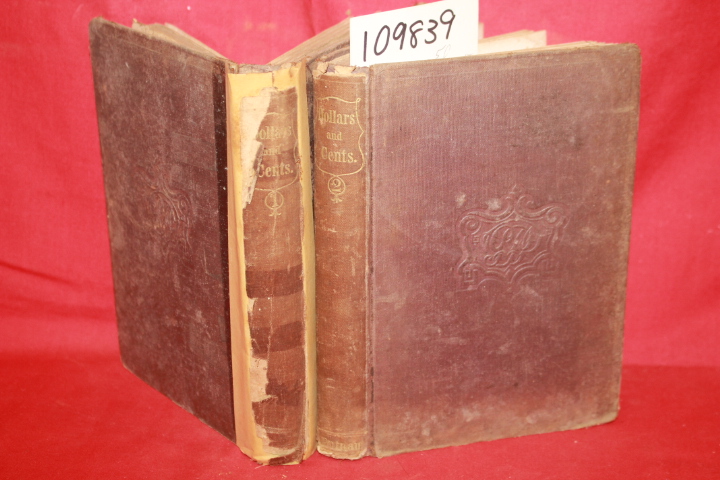 109839
Dollars
and
Cents.
1
Dollars
and
Cents.
2